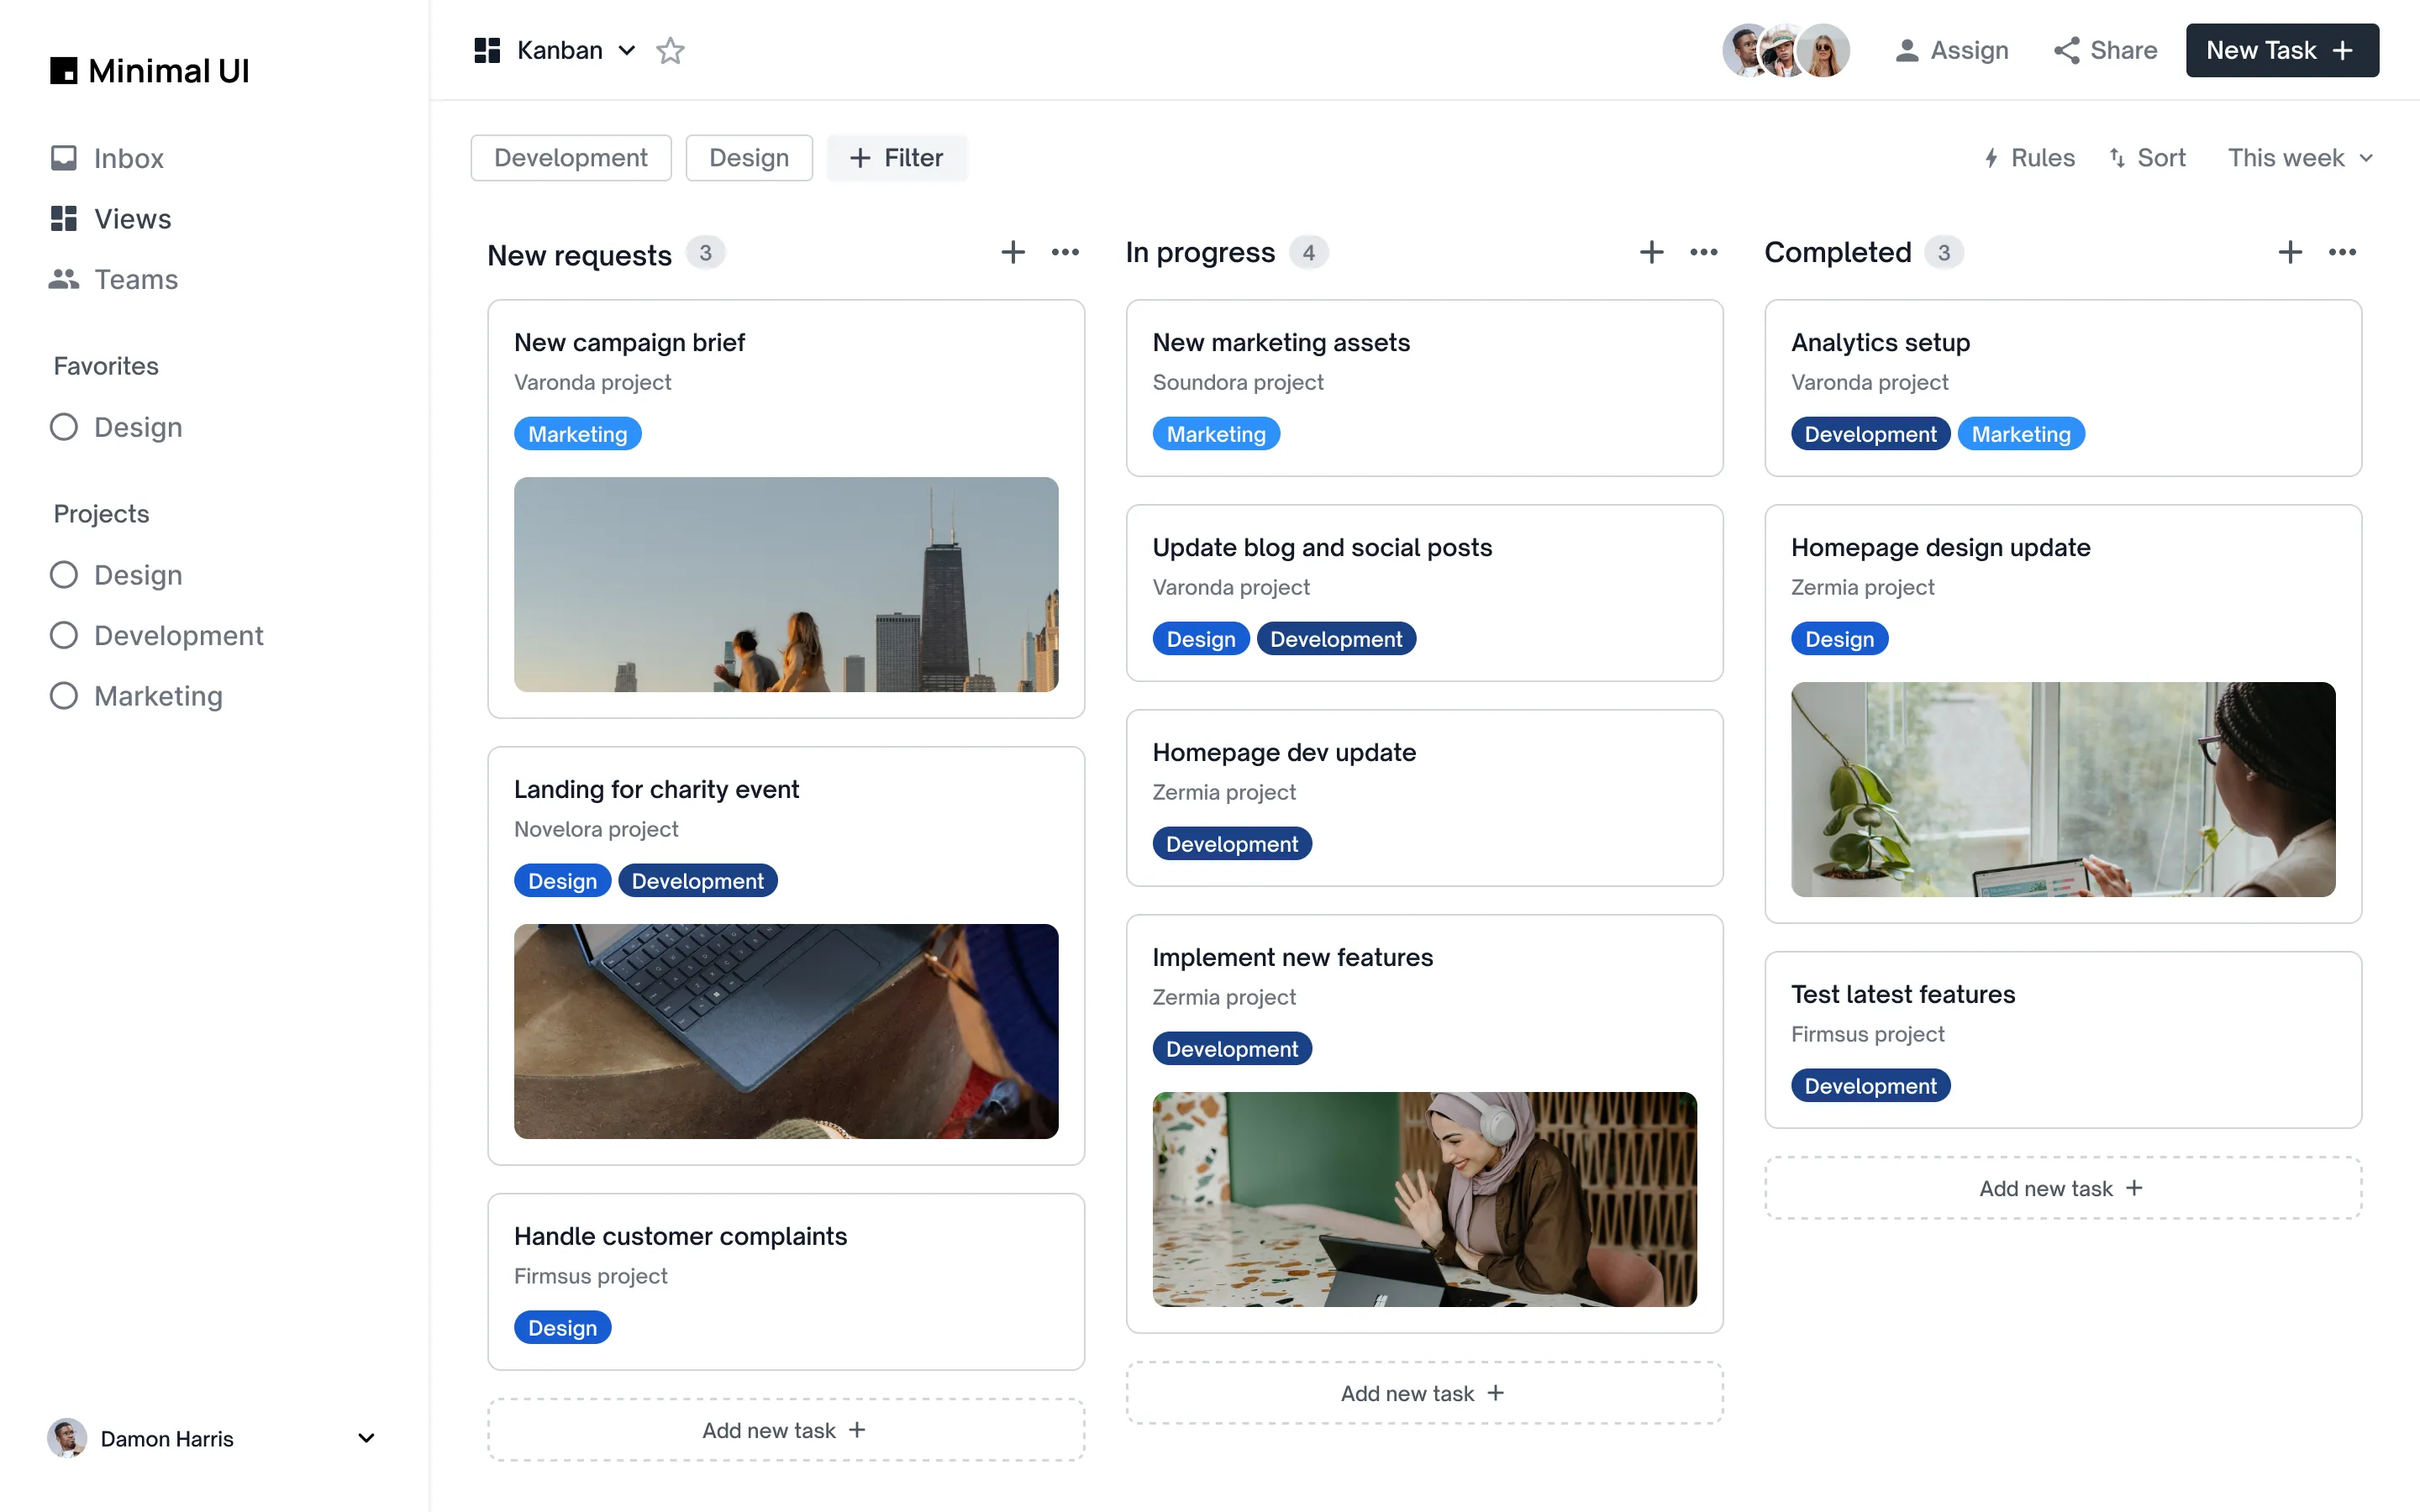 Minimal UI
Inbox
Views
Teams
Favorites
Design
Projects
Design
Development
Marketing
Damon Harris
Kanban
Assign
Share
New Task +
Development
Design
+ Filter
Rules
Sort
This week
New requests 3
New campaign brief
Varonda project
Marketing
Landing for charity event
Novelora project
Design Development
Handle customer complaints
Firmsus project
Design
Add new task +
In progress 4
New marketing assets
Soundora project
Marketing
Update blog and social posts
Varonda project
Design Development
Homepage dev update
Zermia project
Development
Implement new features
Zermia project
Development
Add new task +
Completed 3
Analytics setup
Varonda project
Development Marketing
Homepage design update
Zermia project
Design
Test latest features
Firmsus project
Development
Add new task +